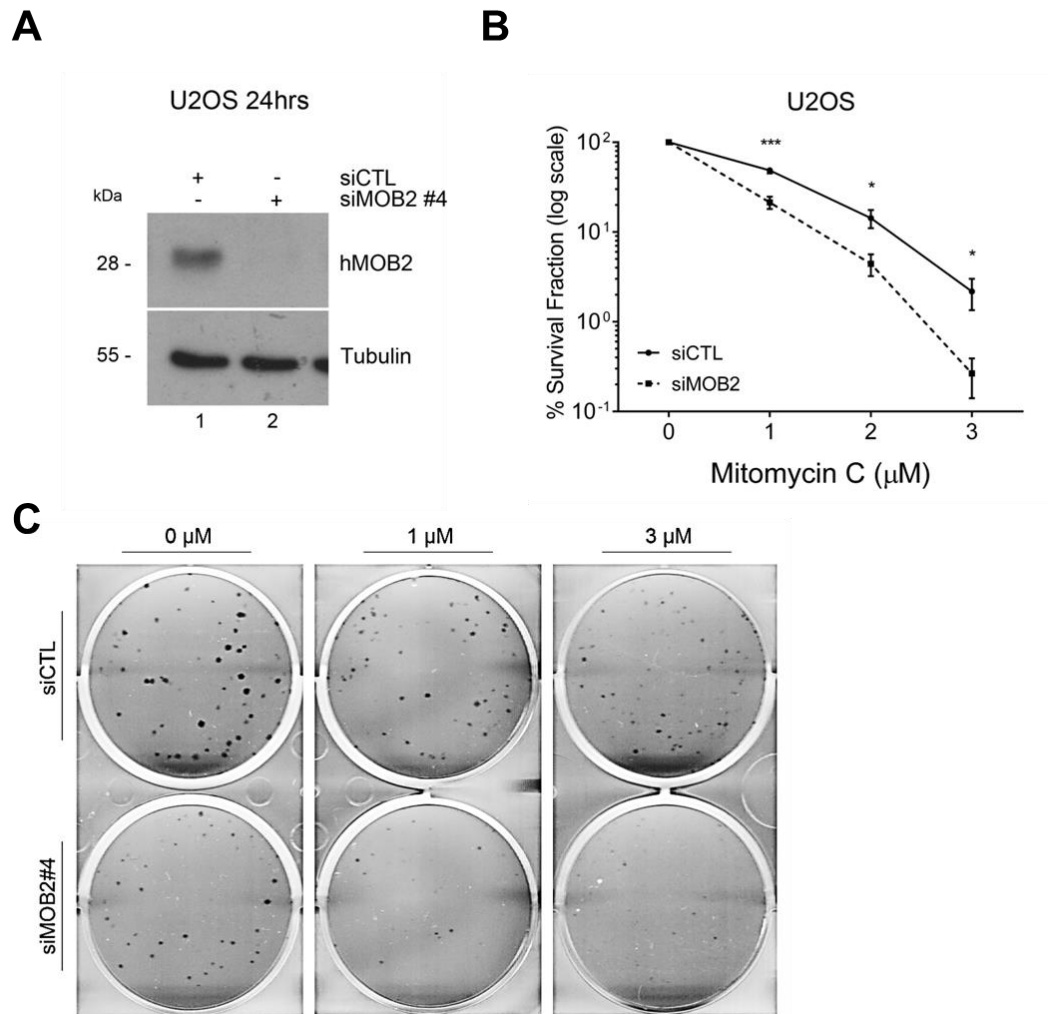 A
U2OS 24hrs
+ - siCTL
kDa - + siMOB2 #4
28 - hMOB2
55 - Tubulin
1 2
B
U2OS
% Survival Fraction (log scale)
10²
10¹
10⁰
10⁻¹
***
*
*
siCTL
siMOB2
0 1 2 3
Mitomycin C (μM)
C
0 μM 1 μM 3 μM
siCTL
siMOB2#4